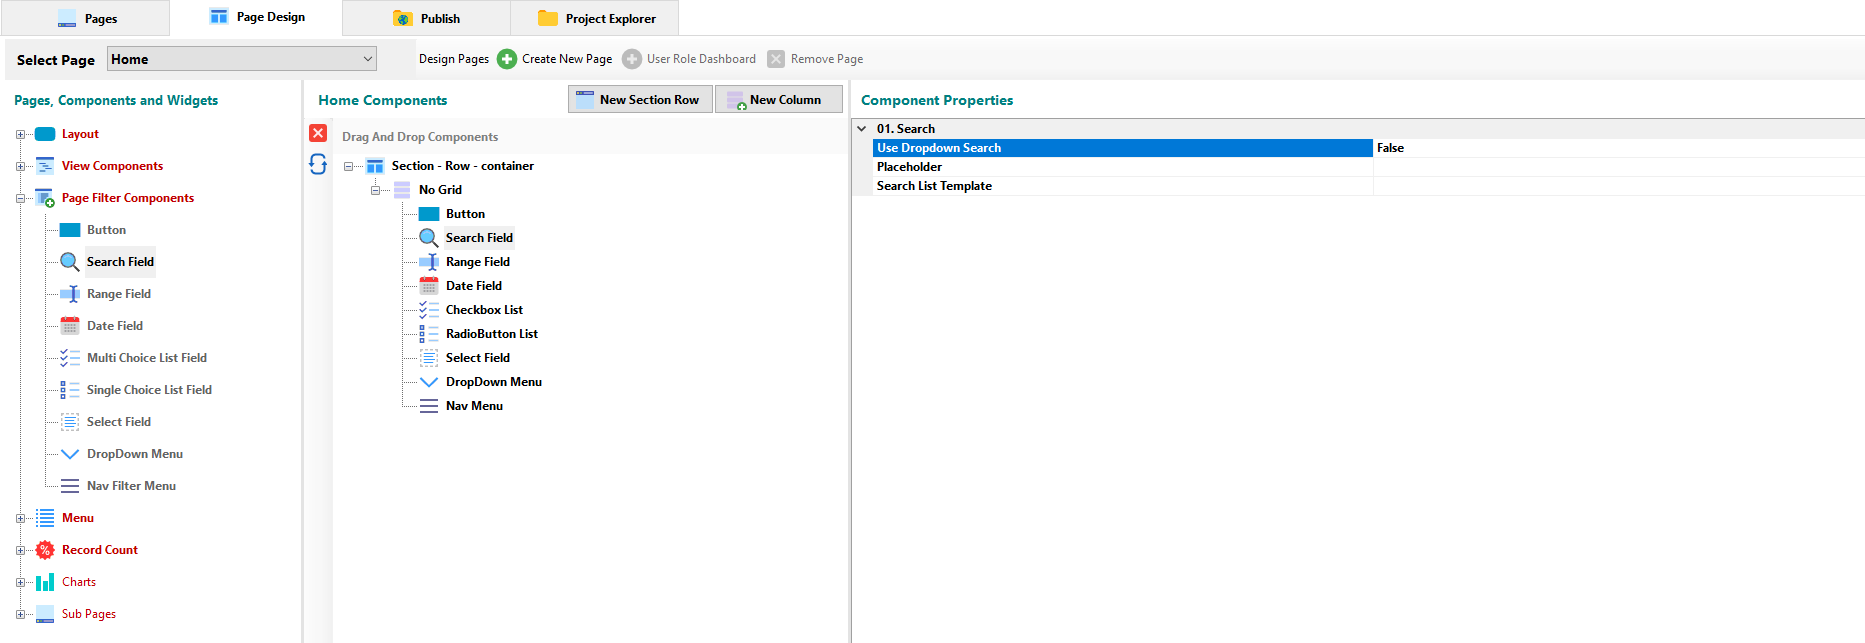 Pages
Page Design
Publish
Project Explorer
Select Page
Home
Design Pages
Create New Page
User Role Dashboard
Remove Page
Pages, Components and Widgets
Layout
View Components
Page Filter Components
Button
Search Field
Range Field
Date Field
Multi Choice List Field
Single Choice List Field
Select Field
DropDown Menu
Nav Filter Menu
Menu
Record Count
Charts
Sub Pages
Home Components
New Section Row
New Column
Drag And Drop Components
Section - Row - container
No Grid
Button
Search Field
Range Field
Date Field
Checkbox List
RadioButton List
Select Field
DropDown Menu
Nav Menu
Component Properties
01. Search
Use Dropdown Search False
Placeholder
Search List Template